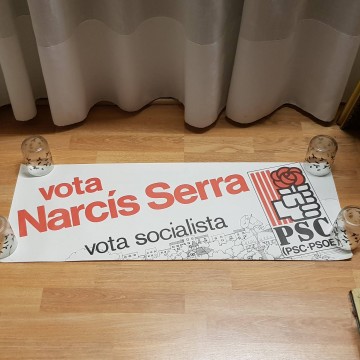 vota
Narcís Serra
vota socialista
PSC
(PSC-PSOE)